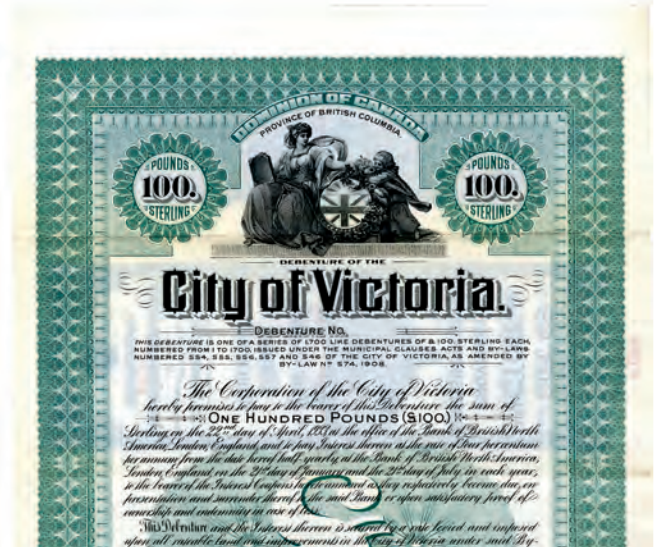 DOMINION OF CANADA
PROVINCE OF BRITISH COLUMBIA.
POUNDS
100.
STERLING
POUNDS
100.
STERLING
DEBENTURE OF THE
City of Victoria.
DEBENTURE No.
THIS DEBENTURE IS ONE OF A SERIES OF 1,700 LIKE DEBENTURES OF £100. STERLING EACH,
NUMBERED FROM 1 TO 1700, ISSUED UNDER THE MUNICIPAL CLAUSES ACTS AND BY-LAWS
NUMBERED 554, 555, 556, 557 AND 546 OF THE CITY OF VICTORIA, AS AMENDED BY
BY-LAW No 574, 1908.
The Corporation of the City of Victoria
hereby promises to pay to the bearer of this Debenture the sum of
ONE HUNDRED POUNDS ($100.)
Sterling, on the 22nd day of April, at the office of the Bank of British North
America, London, England, and to pay Interest thereon at the rate of four per centum
per annum from the date hereof half-yearly at the Bank of British North America,
London, England, on the day of January and the day of July in each year,
to the bearer of the Interest Coupons hereto annexed as they respectively become due, on
presentation and surrender thereof to the said Bank or upon satisfactory proof of
ownership and indemnity in case of loss.
This Debenture and the Interest thereon is secured by a rate levied and imposed
upon all rateable land and improvements in the City of Victoria under said By-